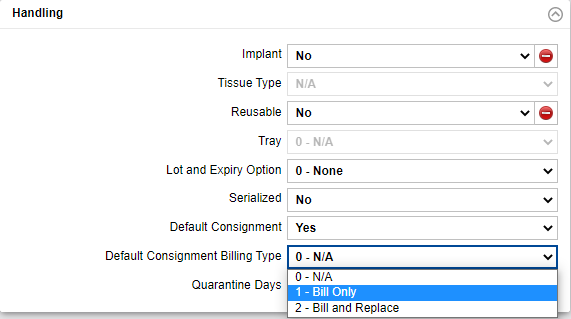 Handling
Implant No
Tissue Type N/A
Reusable No
Tray 0 - N/A
Lot and Expiry Option 0 - None
Serialized No
Default Consignment Yes
Default Consignment Billing Type 0 - N/A
0 - N/A
Quarantine Days 1 - Bill Only
2 - Bill and Replace